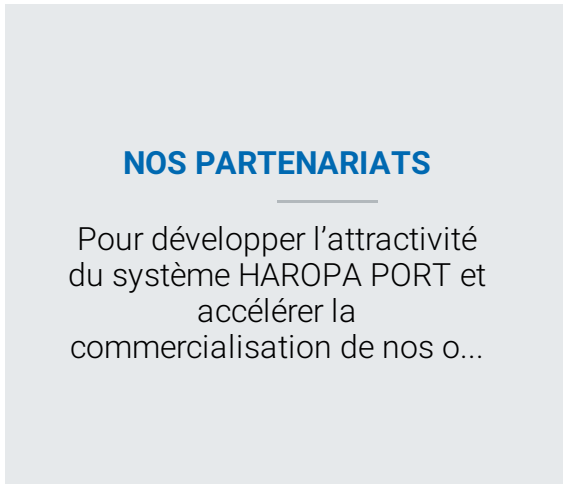 NOS PARTENARIATS
Pour développer l’attractivité
du système HAROPA PORT et
accélérer la
commercialisation de nos o...